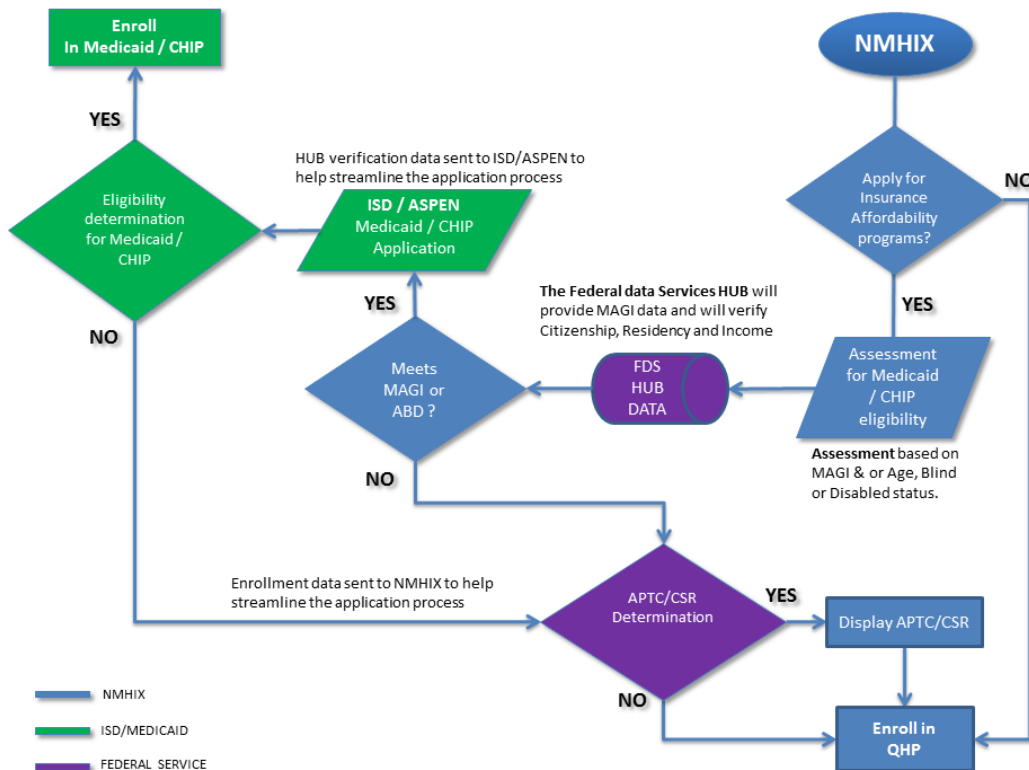 Enroll
In Medicaid / CHIP
NMHIX
YES
HUB verification data sent to ISD/ASPEN to
help streamline the application process
Apply for
Insurance
Affordability
programs?
NO
Eligibility
determination
for Medicaid /
CHIP
ISD / ASPEN
Medicaid / CHIP
Application
YES
The Federal data Services HUB will
provide MAGI data and will verify
Citizenship, Residency and Income
YES
NO
Meets
MAGI or
ABD ?
FDS
HUB
DATA
Assessment
for Medicaid
/ CHIP
eligibility
Assessment based on
MAGI & or Age, Blind
or Disabled status.
NO
Enrollment data sent to NMHIX to help
streamline the application process
APTC/CSR
Determination
YES
Display APTC/CSR
NO
Enroll in
QHP
NMHIX
ISD/MEDICAID
FEDERAL SERVICE